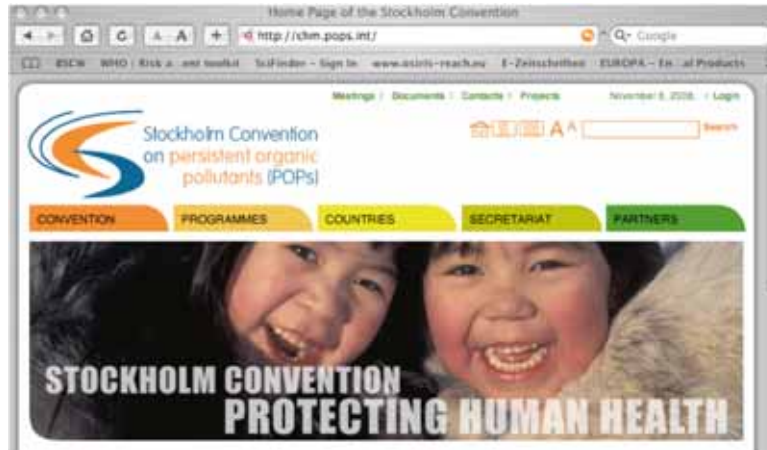 Home Page of the Stockholm Convention
A A + http://chm.pops.int/ Google
BSCW WHO | Risk a ent toolkit SciFinder – Sign In www.osiris-reach.eu E-Zeitschriften EUROPA – En al Products
Meetings Documents Contacts Projects November Login
Stockholm Convention
on persistent organic
pollutants (POPs)
A A Search
CONVENTION PROGRAMMES COUNTRIES SECRETARIAT PARTNERS
STOCKHOLM CONVENTION
PROTECTING HUMAN HEALTH